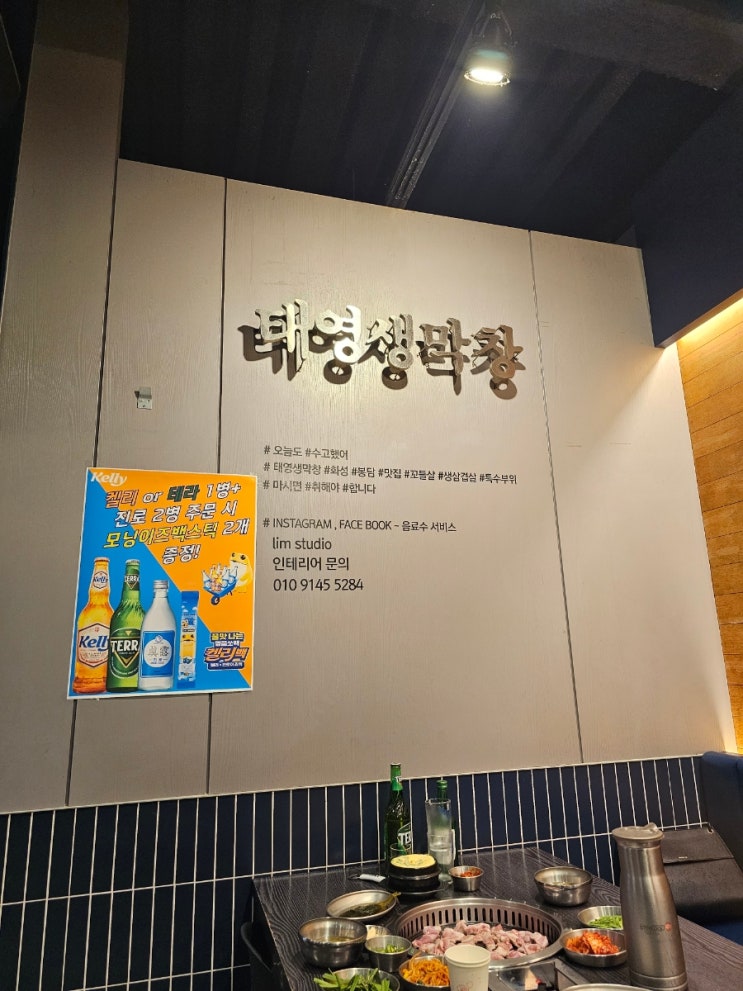 태영생막창
# 오늘도 #수고했어
# 태영생막창 #화성 #봉담 #맛집 #꼬들살 #생삼겹살 #특수부위
# 마시면 #취해야 #합니다
# INSTAGRAM , FACE BOOK ~ 음료수 서비스
lim studio
인테리어 문의
010 9145 5284
Kelly
켈리 or 테라 1병+
진로 2병 주문 시
모닝이즈백스틱 2개
증정!
Kelly
TERRA
켈리백
TERRA